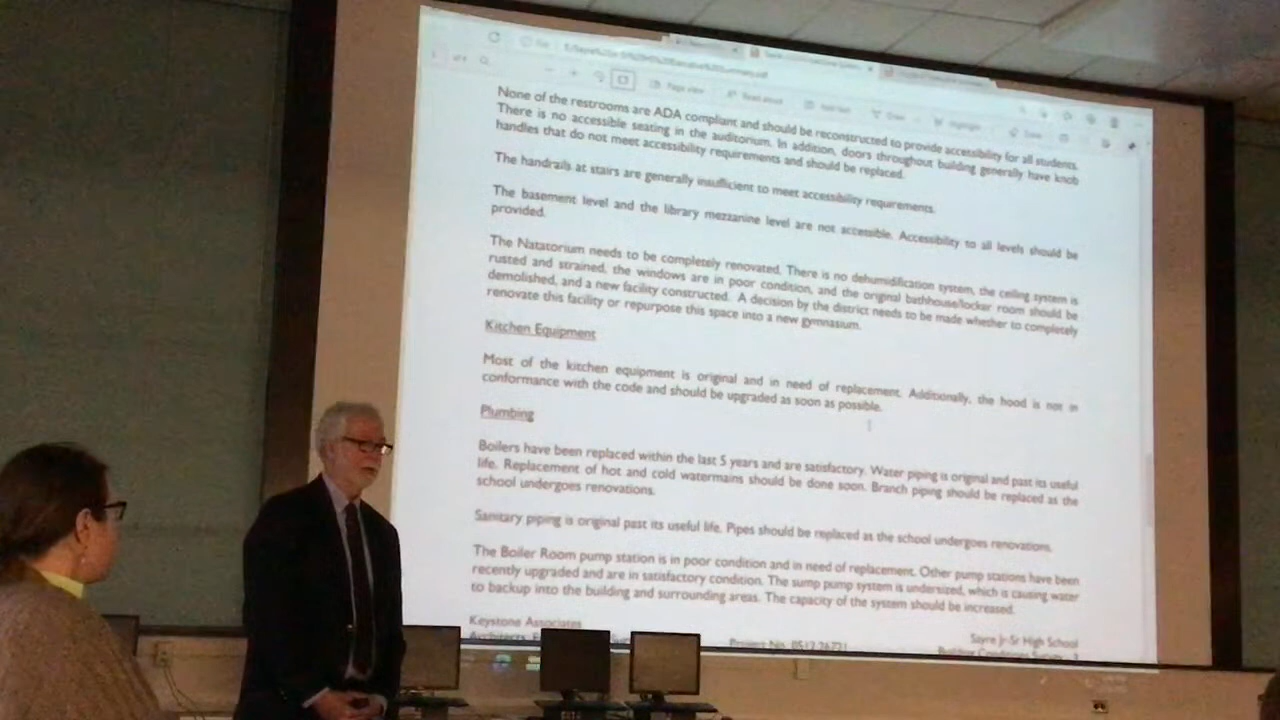 None of the restrooms are ADA compliant and should be reconstructed to provide accessibility for all students.
There is no accessible seating in the auditorium. In addition, doors throughout building generally have knob
handles that do not meet accessibility requirements and should be replaced.
The handrails at stairs are generally insufficient to meet accessibility requirements.
The basement level and the library mezzanine level are not accessible. Accessibility to all levels should be
provided.
The Natatorium needs to be completely renovated. There is no dehumidification system, the ceiling system is
rusted and strained, the windows are in poor condition, and the original bathhouse/locker room should be
demolished, and a new facility constructed. A decision by the district needs to be made whether to completely
renovate this facility or repurpose this space into a new gymnasium.
Kitchen Equipment
Most of the kitchen equipment is original and in need of replacement. Additionally, the hood is not in
conformance with the code and should be upgraded as soon as possible.
Plumbing
Boilers have been replaced within the last 5 years and are satisfactory. Water piping is original and past its useful
life. Replacement of hot and cold watermains should be done soon. Branch piping should be replaced as the
school undergoes renovations.
Sanitary piping is original past its useful life. Pipes should be replaced as the school undergoes renovations.
The Boiler Room pump station is in poor condition and in need of replacement. Other pump stations have been
recently upgraded and are in satisfactory condition. The sump pump system is undersized, which is causing water
to backup into the building and surrounding areas. The capacity of the system should be increased.
Keystone Associates
Sayre Jr-Sr High School
Architects,
Project No.